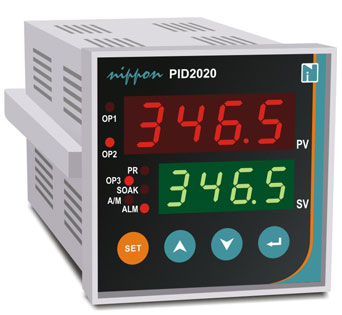 nippon PID2020
N
OP1
346.5
PV
OP2
PR
OP3
SOAK
A/M
ALM
346.5
SV
SET